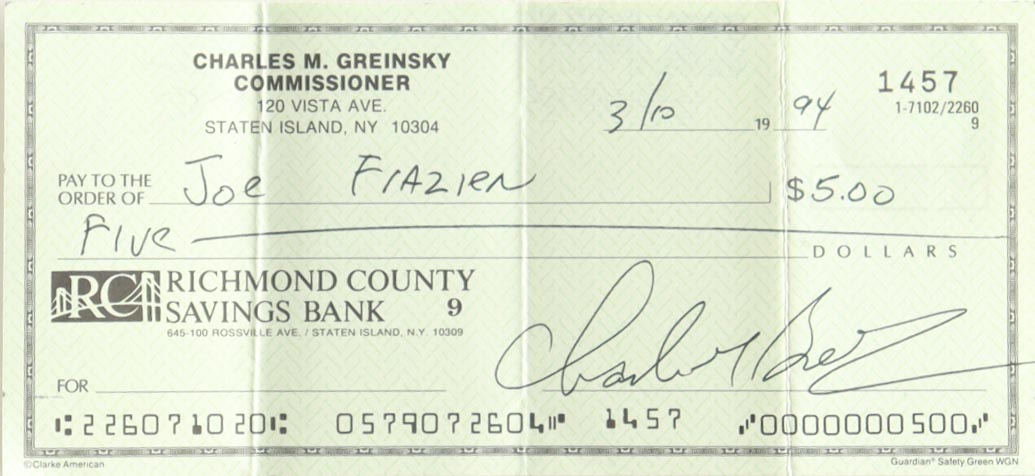 CHARLES M. GREINSKY
COMMISSIONER
120 VISTA AVE.
STATEN ISLAND, NY 10304
1457
1-7102/2260
9
3/10 19 94
PAY TO THE
ORDER OF Joe Frazier $5.00
Five DOLLARS
RCSB RICHMOND COUNTY
SAVINGS BANK 9
645-100 ROSSVILLE AVE. / STATEN ISLAND, N.Y. 10309
FOR
⑆226071020⑆ 0579072604⑈ 1457 ⑈0000000500⑈
©Clarke American Guardian® Safety Green WGN